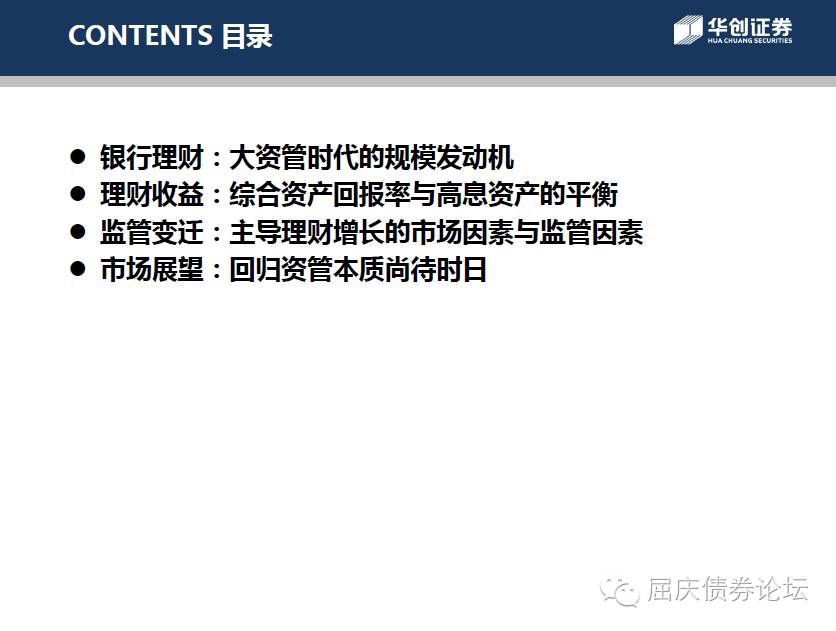 CONTENTS 目录
华创证券
HUA CHUANG SECURITIES
● 银行理财：大资管时代的规模发动机
● 理财收益：综合资产回报率与高息资产的平衡
● 监管变迁：主导理财增长的市场因素与监管因素
● 市场展望：回归资管本质尚待时日
屈庆债券论坛